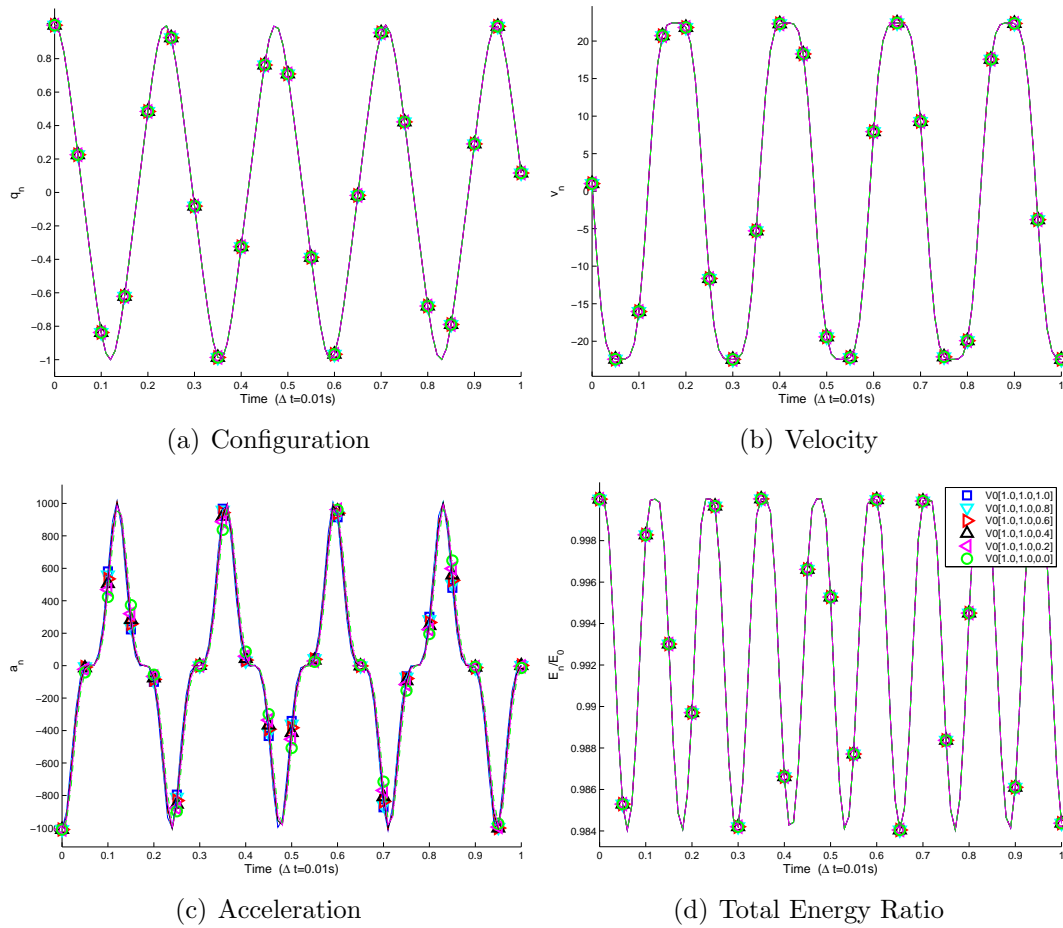 1
0.8
0.6
0.4
0.2
0
−0.2
−0.4
−0.6
−0.8
−1
q_n
0 0.1 0.2 0.3 0.4 0.5 0.6 0.7 0.8 0.9 1
Time (Δ t=0.01s)
(a) Configuration
20
15
10
5
0
−5
−10
−15
−20
v_n
0 0.1 0.2 0.3 0.4 0.5 0.6 0.7 0.8 0.9 1
Time (Δ t=0.01s)
(b) Velocity
1000
800
600
400
200
0
−200
−400
−600
−800
−1000
a_n
0 0.1 0.2 0.3 0.4 0.5 0.6 0.7 0.8 0.9 1
Time (Δ t=0.01s)
(c) Acceleration
0.998
0.996
0.994
0.992
0.99
0.988
0.986
0.984
E_n/E_0
0 0.1 0.2 0.3 0.4 0.5 0.6 0.7 0.8 0.9 1
Time (Δ t=0.01s)
V0[1.0,1.0,1.0]
V0[1.0,1.0,0.8]
V0[1.0,1.0,0.6]
V0[1.0,1.0,0.4]
V0[1.0,1.0,0.2]
V0[1.0,1.0,0.0]
(d) Total Energy Ratio